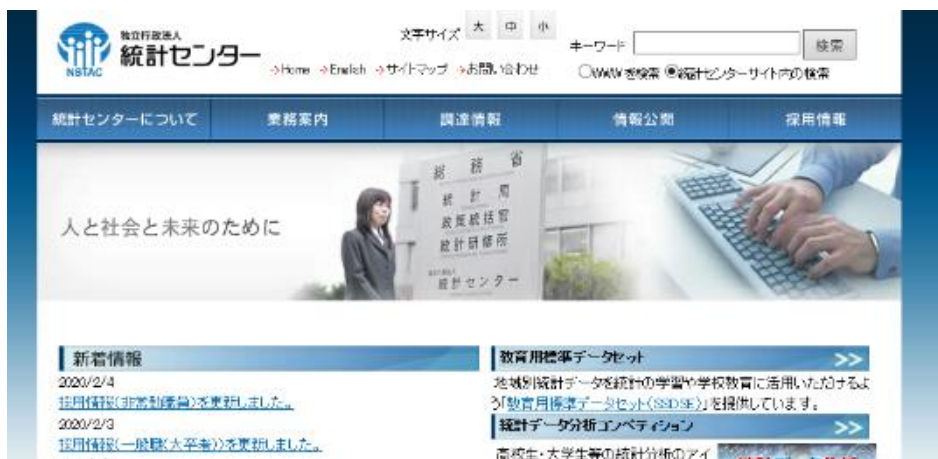 独立行政法人
統計センター
NSTAC
文字サイズ 大 中 小
→Home →English →サイトマップ →お問い合わせ
キーワード 検索
WWWを検索 統計センターサイト内の検索
統計センターについて 業務案内 調達情報 情報公開 採用情報
人と社会と未来のために
総務省
統計局
政策統括官
統計研修所
独立行政法人
統計センター
新着情報
2020/2/4
採用情報(非常勤職員)を更新しました。
2020/2/3
採用情報(一般職(大卒者))を更新しました。
教育用標準データセット >>
地域別統計データを統計の学習や学校教育に活用いただけるよ
う「教育用標準データセット(SSDSE)」を提供しています。
統計データ分析コンペティション >>
高校生・大学生等の統計分析のアイ